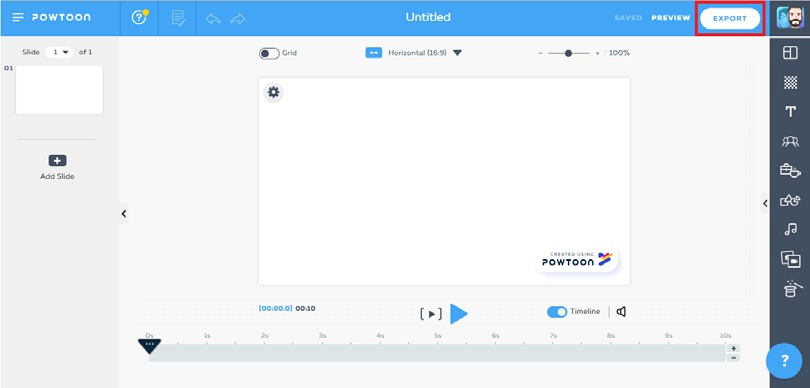 POWTOON
?
Untitled
SAVED
PREVIEW
EXPORT
Slide 1 of 1
Grid
Horizontal (16:9)
- + 100%
01
Add Slide
T
CREATED USING
POWTOON
[00:00.0] 00:10
Timeline
0s 1s 2s 3s 4s 5s 6s 7s 8s 9s 10s
+
-
?